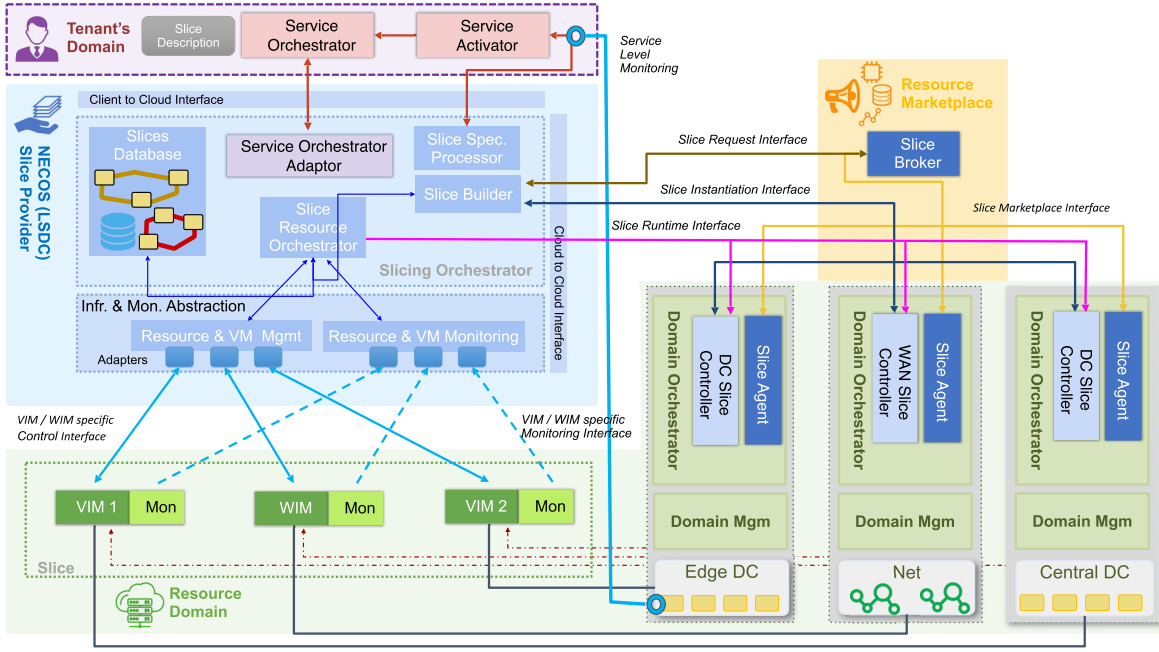 Tenant's
Domain
Slice
Description
Service
Orchestrator
Service
Activator
Service
Level
Monitoring
Resource
Marketplace
Slice
Broker
NECOS (LSDC)
Slice Provider
Client to Cloud Interface
Slices
Database
Service Orchestrator
Adaptor
Slice Spec.
Processor
Slice Builder
Slice
Resource
Orchestrator
Slicing Orchestrator
Cloud to Cloud Interface
Slice Request Interface
Slice Instantiation Interface
Slice Runtime Interface
Slice Marketplace Interface
Infr. & Mon. Abstraction
Resource & VM Mgmt
Resource & VM Monitoring
Adapters
VIM / WIM specific
Control Interface
VIM / WIM specific
Monitoring Interface
VIM 1
Mon
WIM
Mon
VIM 2
Mon
Slice
Resource
Domain
Domain Orchestrator
DC Slice
Controller
Slice Agent
Domain Mgm
Edge DC
Domain Orchestrator
WAN Slice
Controller
Slice Agent
Domain Mgm
Net
Domain Orchestrator
DC Slice
Controller
Slice Agent
Domain Mgm
Central DC